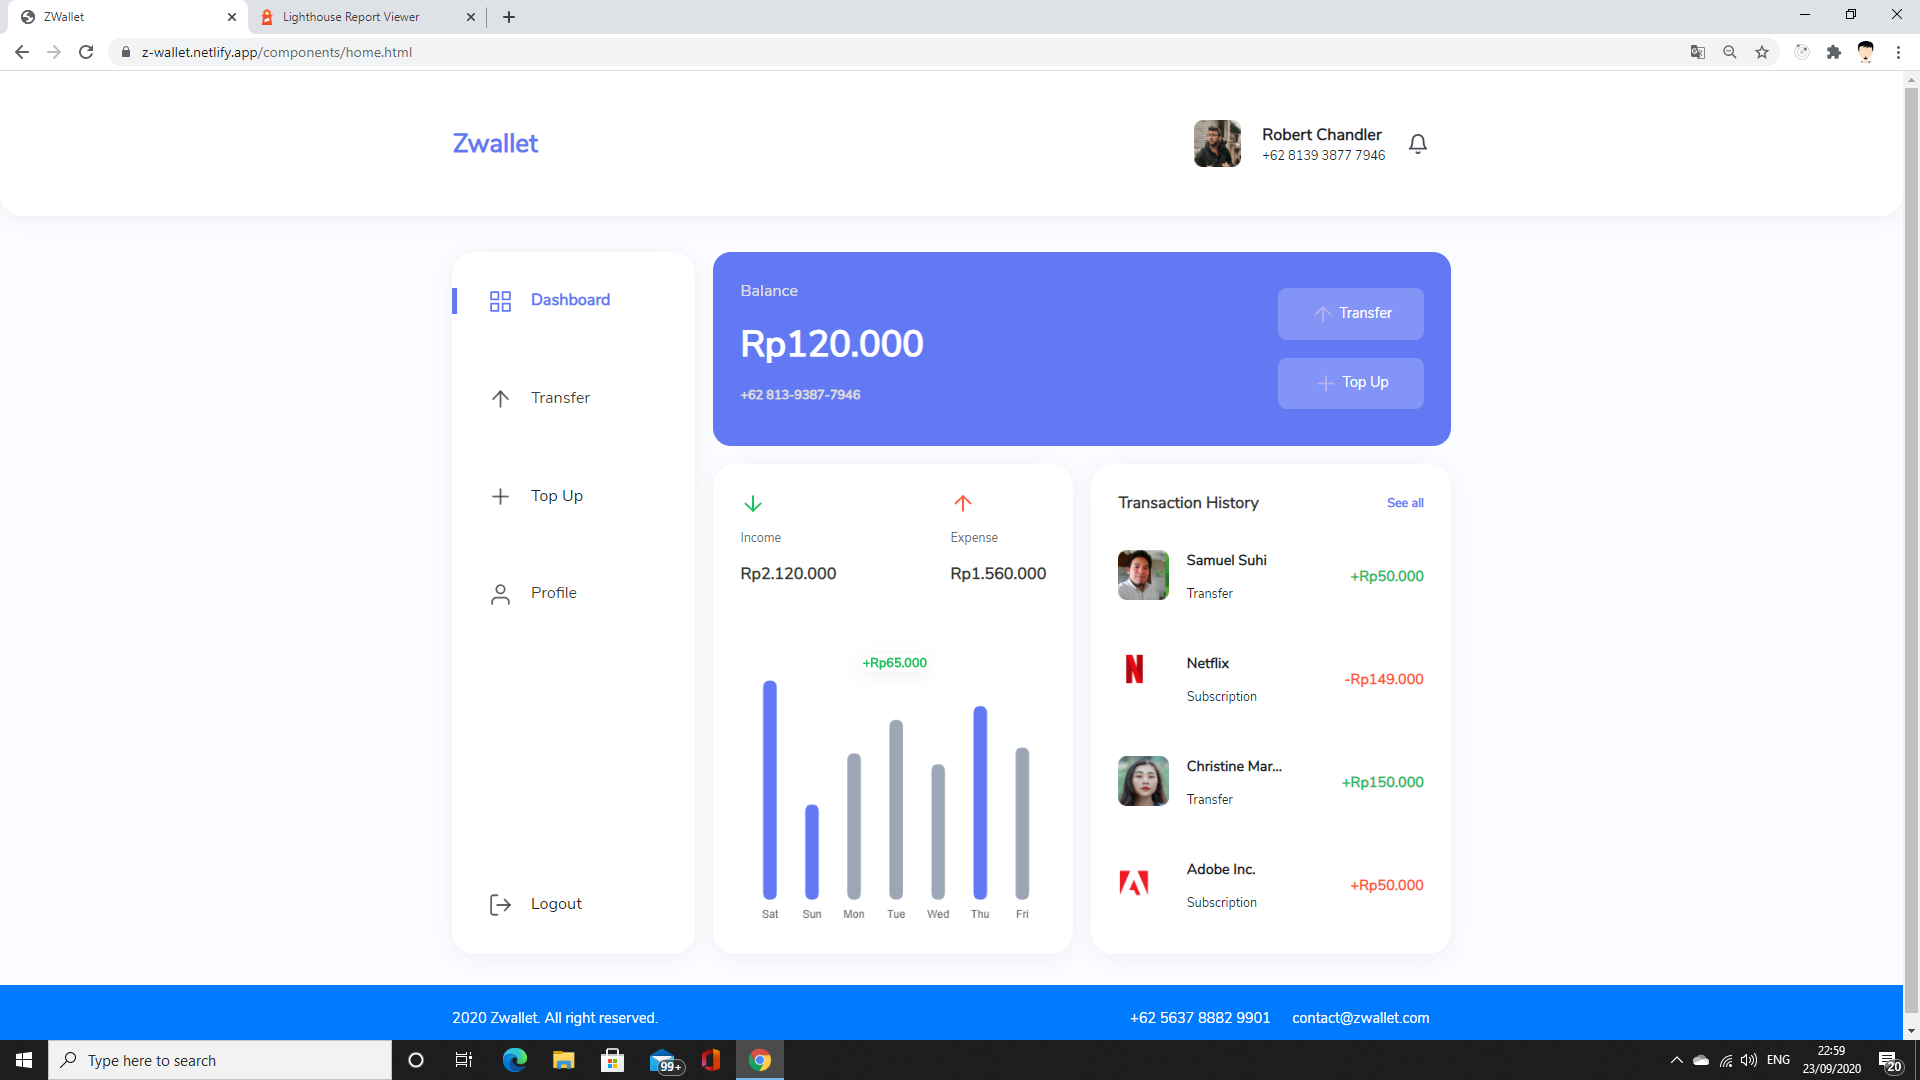 ZWallet
Lighthouse Report Viewer
z-wallet.netlify.app/components/home.html
Zwallet
Robert Chandler
+62 8139 3877 7946
Dashboard
Transfer
Top Up
Profile
Logout
Balance
Rp120.000
+62 813-9387-7946
Transfer
Top Up
Income
Rp2.120.000
Expense
Rp1.560.000
+Rp65.000
Sat Sun Mon Tue Wed Thu Fri
Transaction History
See all
Samuel Suhi
Transfer
+Rp50.000
Netflix
Subscription
-Rp149.000
Christine Mar...
Transfer
+Rp150.000
Adobe Inc.
Subscription
+Rp50.000
2020 Zwallet. All right reserved.
+62 5637 8882 9901
contact@zwallet.com
Type here to search
99+
ENG
22:59
23/09/2020
20